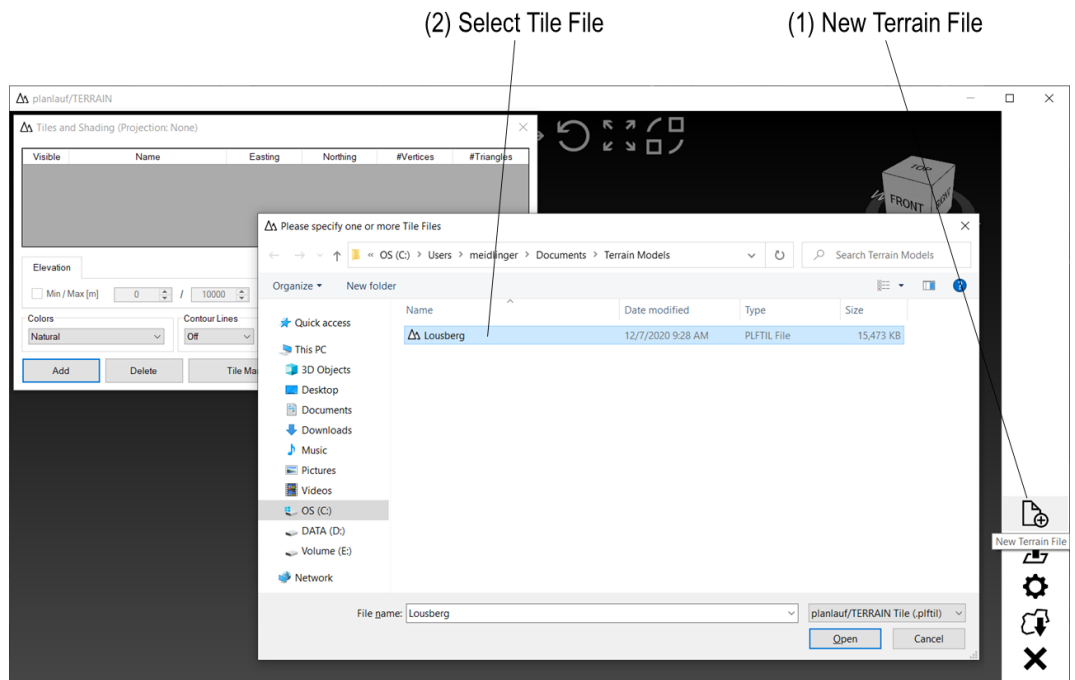 (2) Select Tile File
(1) New Terrain File
planlauf/TERRAIN
Tiles and Shading (Projection: None)
Visible Name Easting Northing #Vertices #Triangles
TOP
FRONT
RIGHT
W
Please specify one or more Tile Files
« OS (C:) › Users › meidlinger › Documents › Terrain Models
Search Terrain Models
Organize
New folder
Elevation
Min / Max [m] 0 / 10000
Colors
Contour Lines
Natural
Off
Add
Delete
Tile Ma
Name Date modified Type Size
Lousberg 12/7/2020 9:28 AM PLFTIL File 15,473 KB
Quick access
This PC
3D Objects
Desktop
Documents
Downloads
Music
Pictures
Videos
OS (C:)
DATA (D:)
Volume (E:)
Network
New Terrain File
File name: Lousberg
planlauf/TERRAIN Tile (.plftil)
Open
Cancel